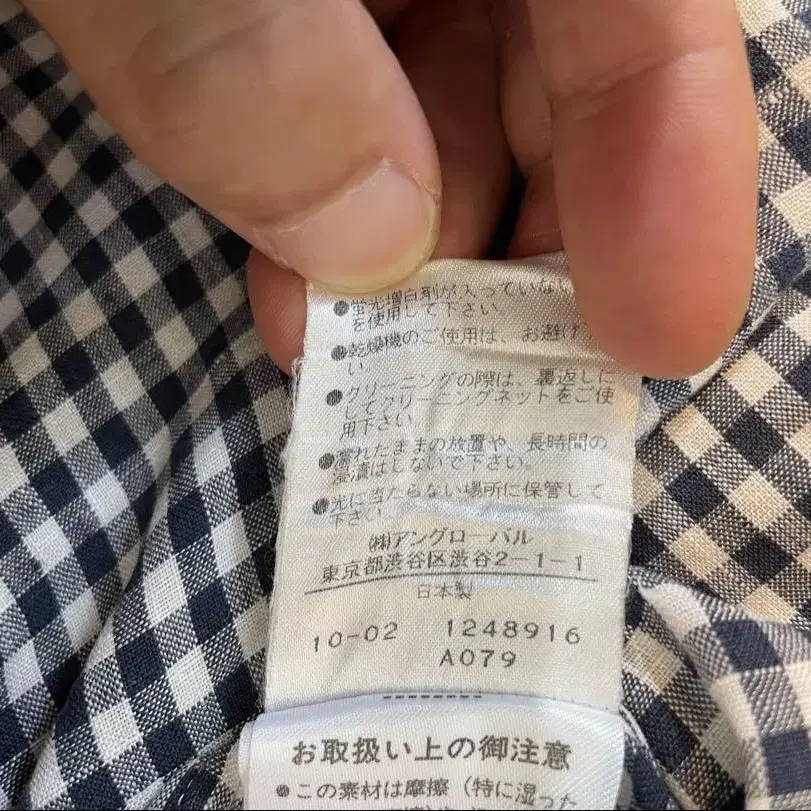 ●蛍光増白剤が入っていない
を使用して下さい
●乾燥機のご使用は、お避け
い
●クリーニングの際は、裏返しに
してクリーニングネットをご使
用下さい
●濡れたままの放置や、長時間の
浸漬はしないで下さい。
●光に当たらない場所に保管して
下さい。
㈱アングローバル
東京都渋谷区渋谷2-1-1
日本製
10-02 1248916
A079
お取扱い上の御注意
●この素材は摩擦（特に湿った